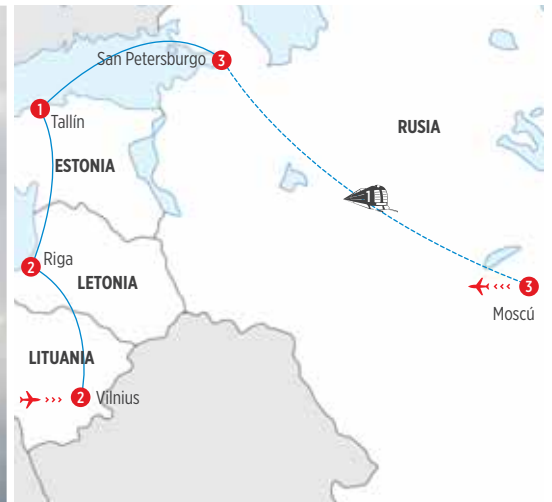 San Petersburgo
3
1
Tallín
RUSIA
ESTONIA
2
Riga
LETONIA
3
Moscú
LITUANIA
2
Vilnius